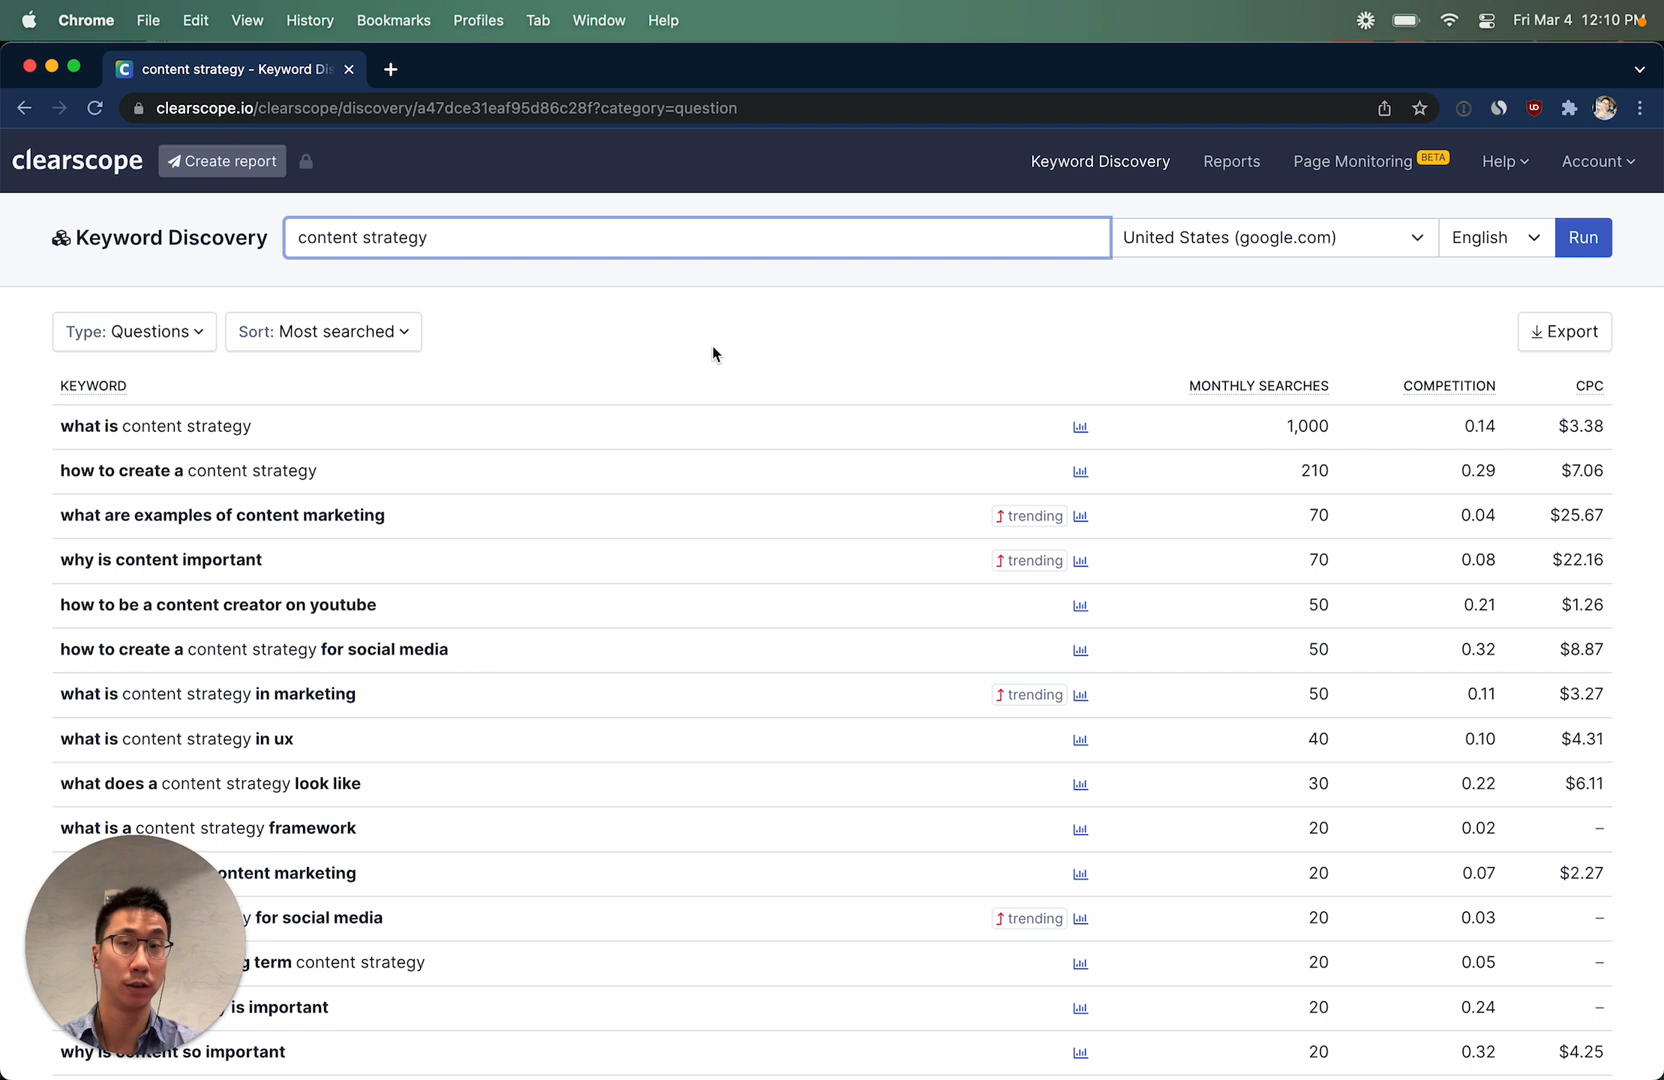 Chrome File Edit View History Bookmarks Profiles Tab Window Help Fri Mar 4 12:10 PM
content strategy - Keyword Dis
clearscope.io/clearscope/discovery/a47dce31eaf95d86c28f?category=question
clearscope Create report Keyword Discovery Reports Page Monitoring BETA Help Account
Keyword Discovery content strategy United States (google.com) English Run
Type: Questions Sort: Most searched Export
KEYWORD MONTHLY SEARCHES COMPETITION CPC
what is content strategy 1,000 0.14 $3.38
how to create a content strategy 210 0.29 $7.06
what are examples of content marketing trending 70 0.04 $25.67
why is content important trending 70 0.08 $22.16
how to be a content creator on youtube 50 0.21 $1.26
how to create a content strategy for social media 50 0.32 $8.87
what is content strategy in marketing trending 50 0.11 $3.27
what is content strategy in ux 40 0.10 $4.31
what does a content strategy look like 30 0.22 $6.11
what is a content strategy framework 20 0.02 –
ontent marketing 20 0.07 $2.27
y for social media trending 20 0.03 –
g term content strategy 20 0.05 –
is important 20 0.24 –
why is content so important 20 0.32 $4.25